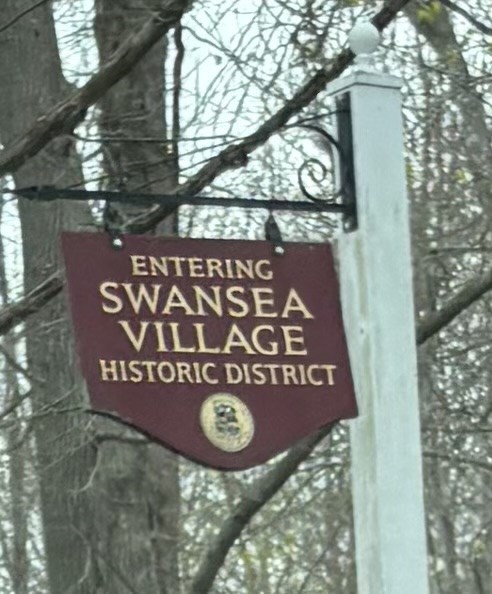 ENTERING
SWANSEA
VILLAGE
HISTORIC DISTRICT